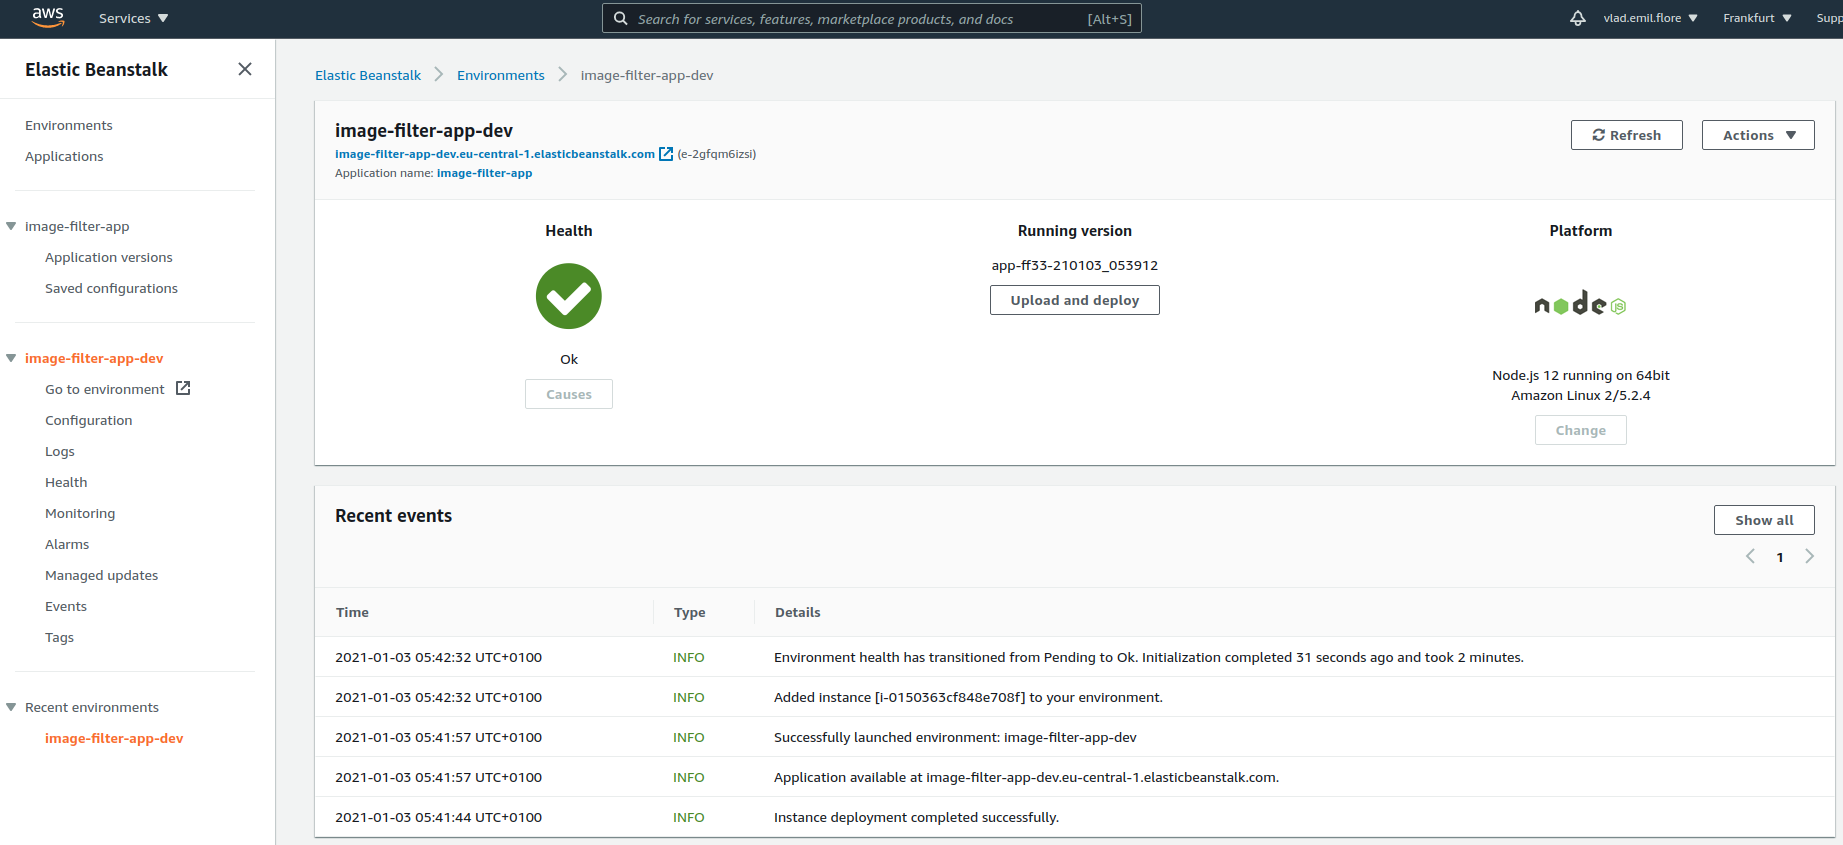 aws Services Search for services, features, marketplace products, and docs [Alt+S] vlad.emil.flore Frankfurt Supp
Elastic Beanstalk
Environments
Applications
image-filter-app
Application versions
Saved configurations
image-filter-app-dev
Go to environment
Configuration
Logs
Health
Monitoring
Alarms
Managed updates
Events
Tags
Recent environments
image-filter-app-dev
Elastic Beanstalk Environments image-filter-app-dev
image-filter-app-dev
image-filter-app-dev.eu-central-1.elasticbeanstalk.com (e-2gfqm6izsi)
Application name: image-filter-app
Refresh Actions
Health
Ok
Causes
Running version
app-ff33-210103_053912
Upload and deploy
Platform
node JS
Node.js 12 running on 64bit
Amazon Linux 2/5.2.4
Change
Recent events
Show all
1
Time Type Details
2021-01-03 05:42:32 UTC+0100 INFO Environment health has transitioned from Pending to Ok. Initialization completed 31 seconds ago and took 2 minutes.
2021-01-03 05:42:32 UTC+0100 INFO Added instance [i-0150363cf848e708f] to your environment.
2021-01-03 05:41:57 UTC+0100 INFO Successfully launched environment: image-filter-app-dev
2021-01-03 05:41:57 UTC+0100 INFO Application available at image-filter-app-dev.eu-central-1.elasticbeanstalk.com.
2021-01-03 05:41:44 UTC+0100 INFO Instance deployment completed successfully.